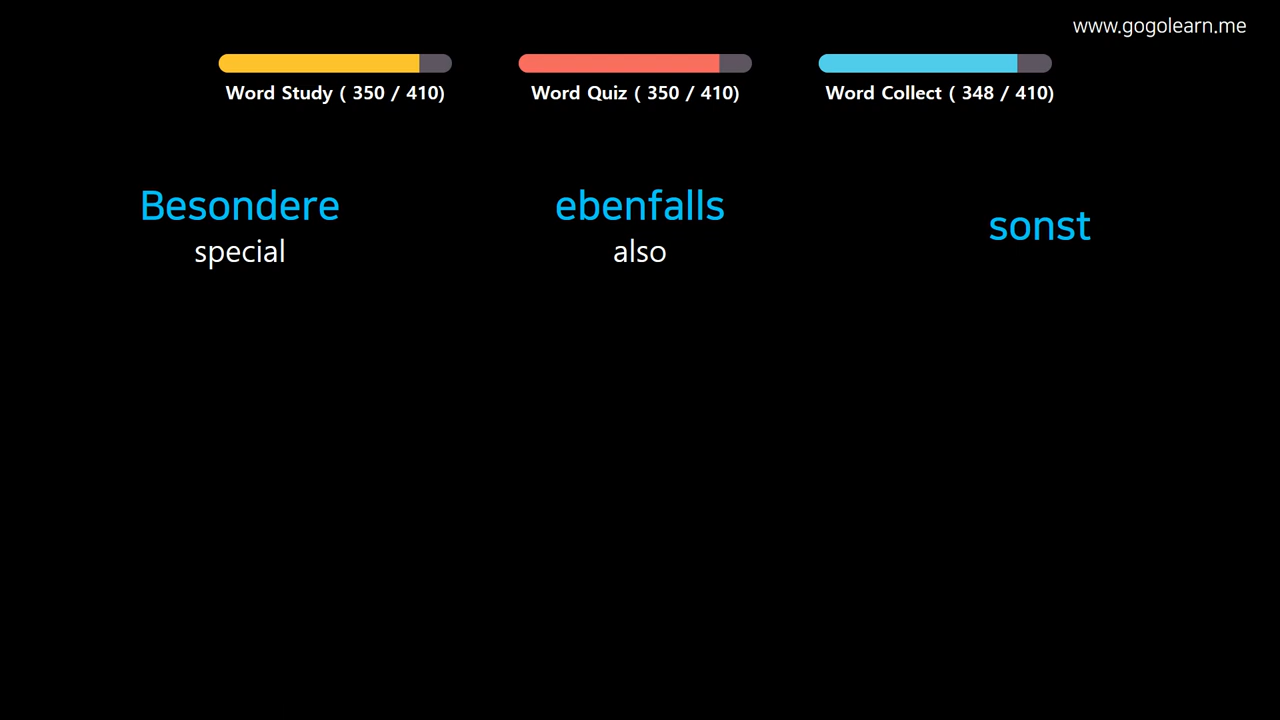 www.gogolearn.me
Word Study ( 350 / 410)
Word Quiz ( 350 / 410)
Word Collect ( 348 / 410)
Besondere
special
ebenfalls
also
sonst